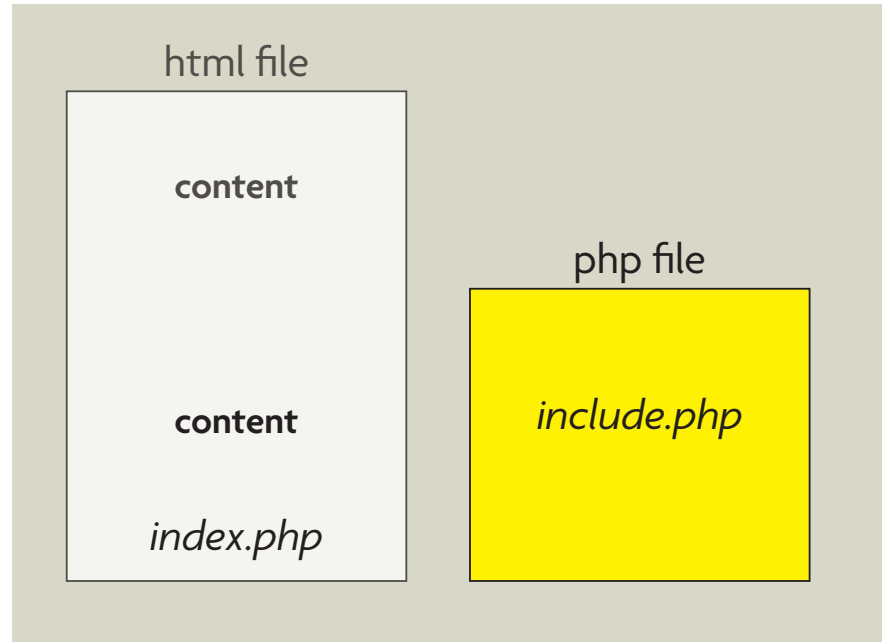 html file
content
content
index.php
php file
include.php